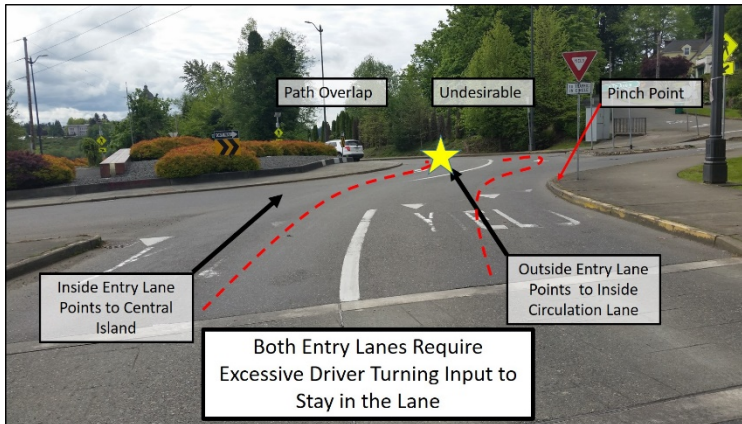 Path Overlap
Undesirable
Pinch Point
YIELD
Inside Entry Lane
Points to Central
Island
Outside Entry Lane
Points to Inside
Circulation Lane
Both Entry Lanes Require
Excessive Driver Turning Input to
Stay in the Lane